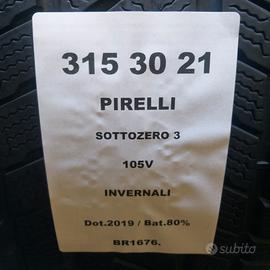 315 30 21
PIRELLI
SOTTOZERO 3
105V
INVERNALI
Dot.2019 / Bat.80%
BR1676.
subito